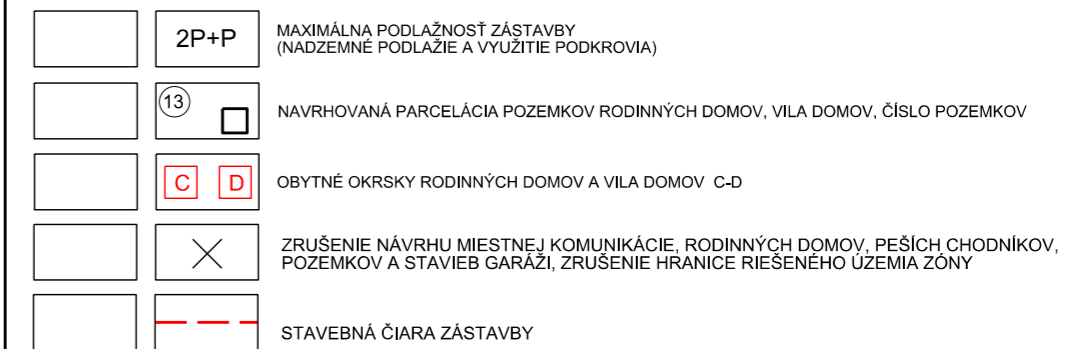 2P+P
MAXIMÁLNA PODLAŽNOSŤ ZÁSTAVBY
(NADZEMNÉ PODLAŽIE A VYUŽITIE PODKROVIA)
13
NAVRHOVANÁ PARCELÁCIA POZEMKOV RODINNÝCH DOMOV, VILA DOMOV, ČÍSLO POZEMKOV
C D
OBYTNÉ OKRSKY RODINNÝCH DOMOV A VILA DOMOV C-D
ZRUŠENIE NÁVRHU MIESTNEJ KOMUNIKÁCIE, RODINNÝCH DOMOV, PEŠÍCH CHODNÍKOV,
POZEMKOV A STAVIEB GARÁŽI, ZRUŠENIE HRANICE RIEŠENÉHO ÚZEMIA ZÓNY
STAVEBNÁ ČIARA ZÁSTAVBY